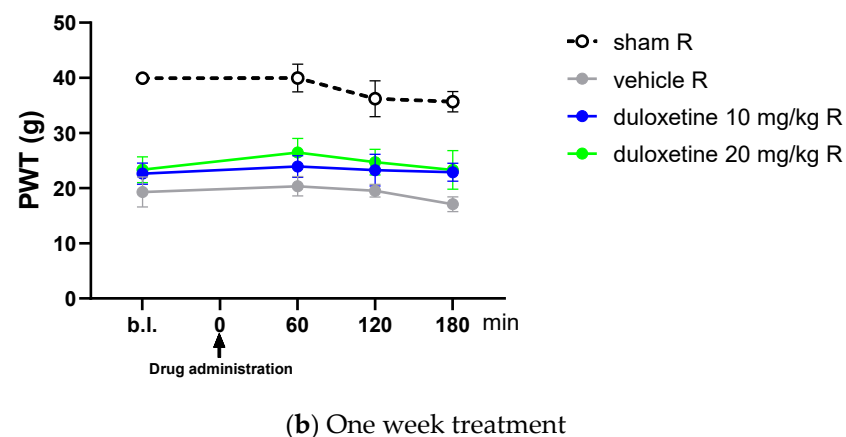 50
40
30
20
10
0
PWT (g)
b.l. 0 60 120 180 min
Drug administration
sham R
vehicle R
duloxetine 10 mg/kg R
duloxetine 20 mg/kg R
(b) One week treatment